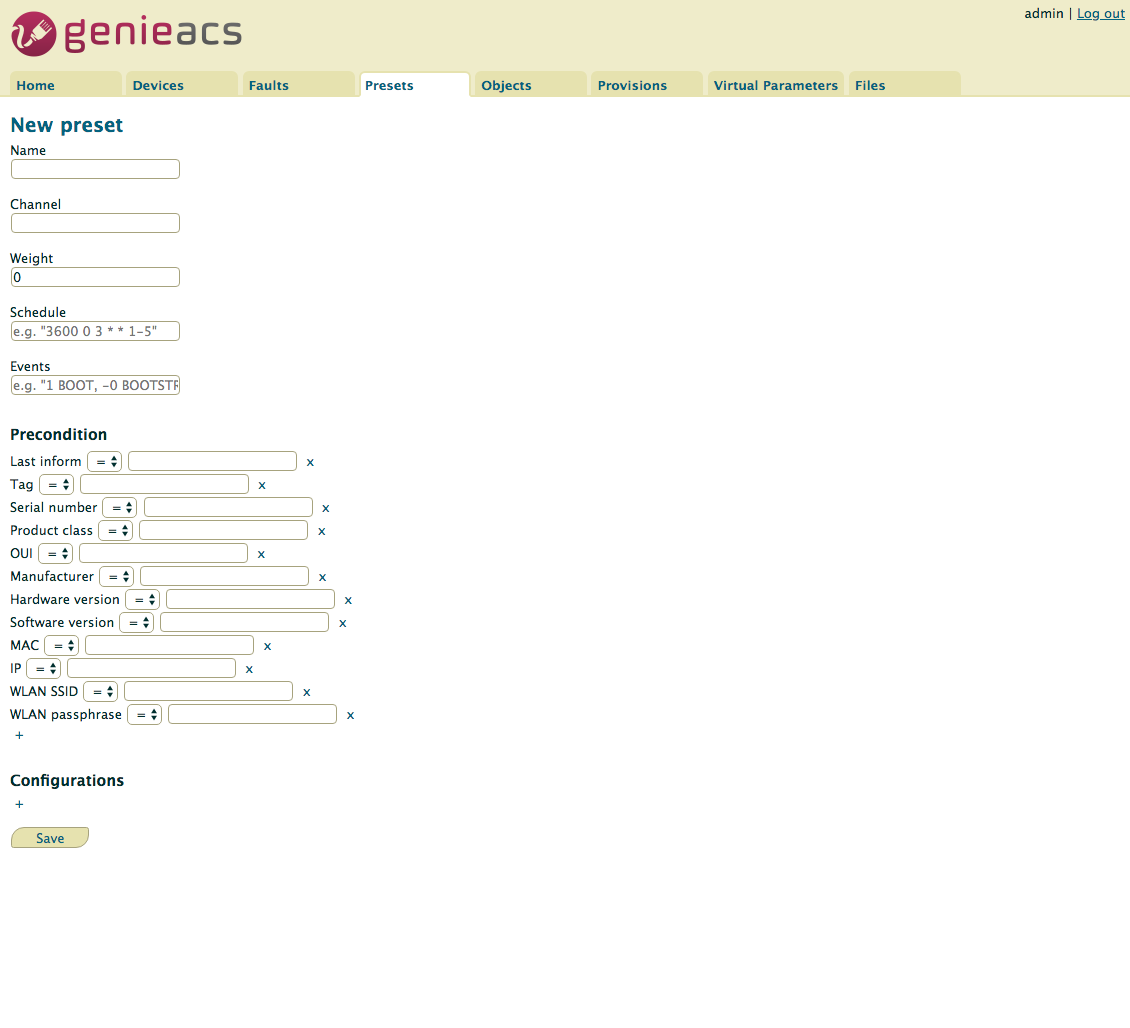 genieacs
admin | Log out
Home Devices Faults Presets Objects Provisions Virtual Parameters Files
New preset
Name
Channel
Weight
0
Schedule
e.g. "3600 0 3 * * 1-5"
Events
e.g. "1 BOOT, -0 BOOTSTR
Precondition
Last inform = x
Tag = x
Serial number = x
Product class = x
OUI = x
Manufacturer = x
Hardware version = x
Software version = x
MAC = x
IP = x
WLAN SSID = x
WLAN passphrase = x
+
Configurations
+
Save